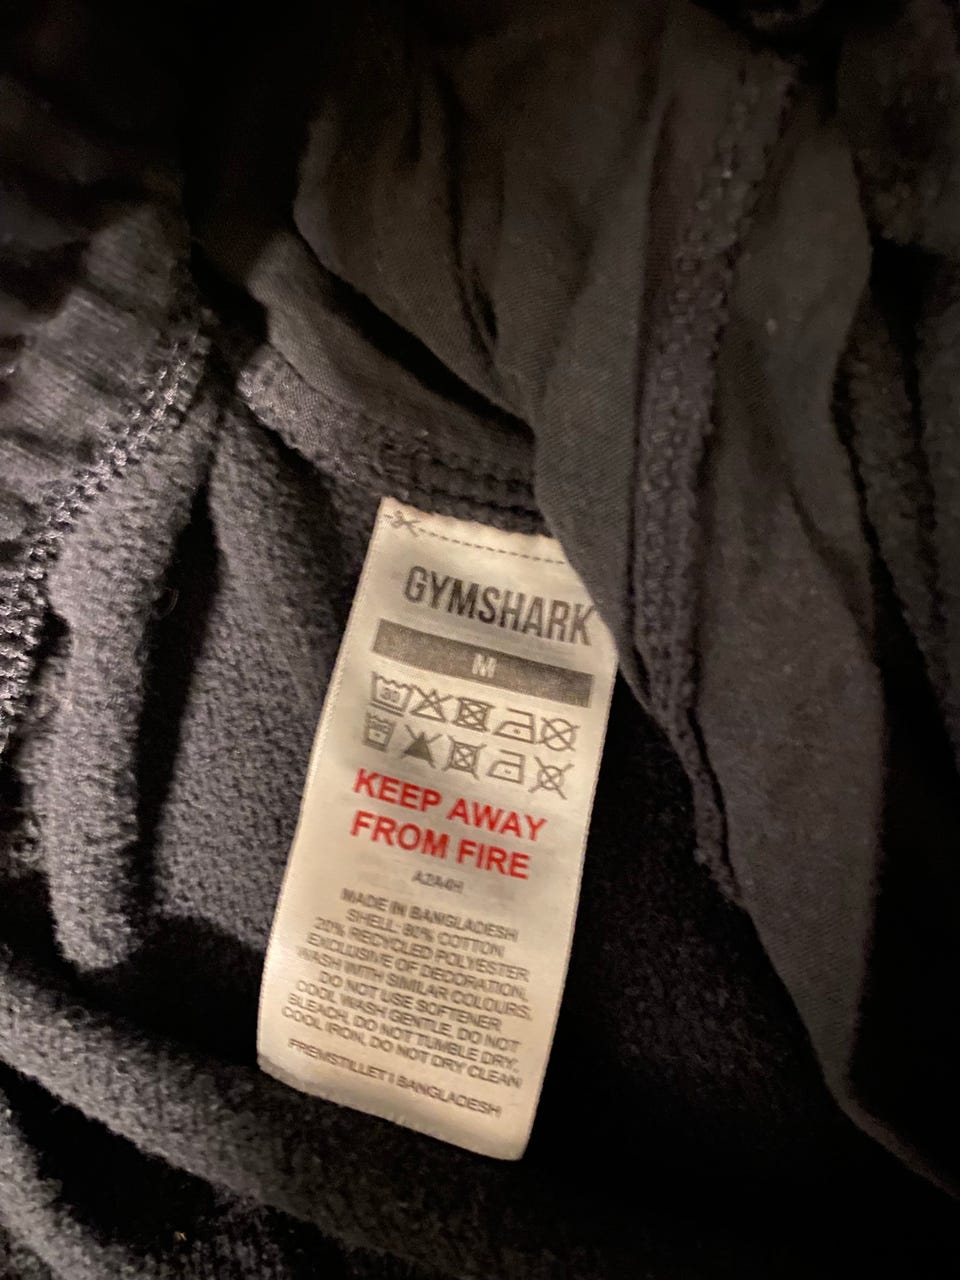 GYMSHARK
M
30
KEEP AWAY
FROM FIRE
A2A4H
MADE IN BANGLADESH
SHELL: 80% COTTON
20% RECYCLED POLYESTER
EXCLUSIVE OF DECORATION,
WASH WITH SIMILAR COLOURS,
DO NOT USE SOFTENER
COOL WASH GENTLE, DO NOT
BLEACH, DO NOT TUMBLE DRY,
COOL IRON, DO NOT DRY CLEAN
FREMSTILLET I BANGLADESH